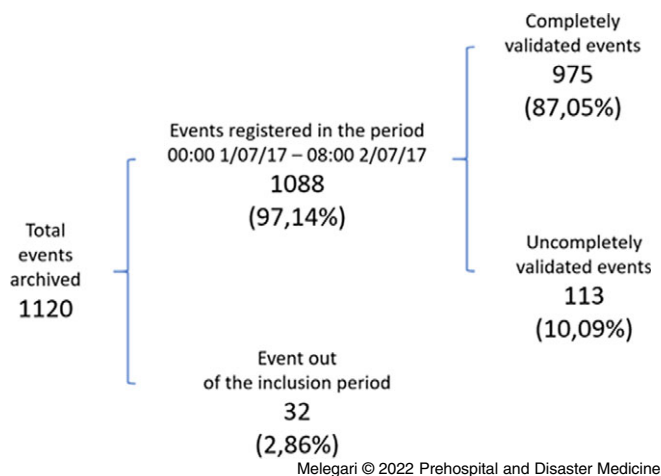 Total
events
archived
1120
Events registered in the period
00:00 1/07/17 – 08:00 2/07/17
1088
(97,14%)
Event out
of the inclusion period
32
(2,86%)
Completely
validated events
975
(87,05%)
Uncompletely
validated events
113
(10,09%)
Melegari © 2022 Prehospital and Disaster Medicine